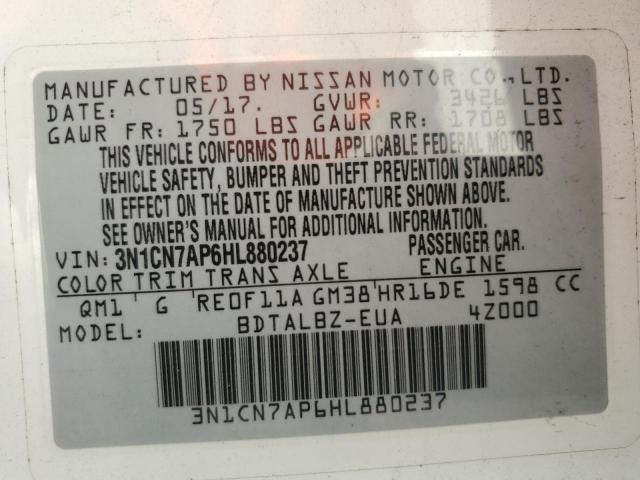 MANUFACTURED BY NISSAN MOTOR CO., LTD.
DATE: 05/17. GVWR: 3426 LBS
GAWR FR: 1750 LBS GAWR RR: 1708 LBS
THIS VEHICLE CONFORMS TO ALL APPLICABLE FEDERAL MOTOR
VEHICLE SAFETY, BUMPER AND THEFT PREVENTION STANDARDS
IN EFFECT ON THE DATE OF MANUFACTURE SHOWN ABOVE.
SEE OWNER'S MANUAL FOR ADDITIONAL INFORMATION.
VIN: 3N1CN7AP6HL880237 PASSENGER CAR.
COLOR TRIM TRANS AXLE ENGINE
QM1 G RE0F11A GM38 HR16DE 1598 CC
MODEL: BDTALBZ-EUA 4Z000
3N1CN7AP6HL880237